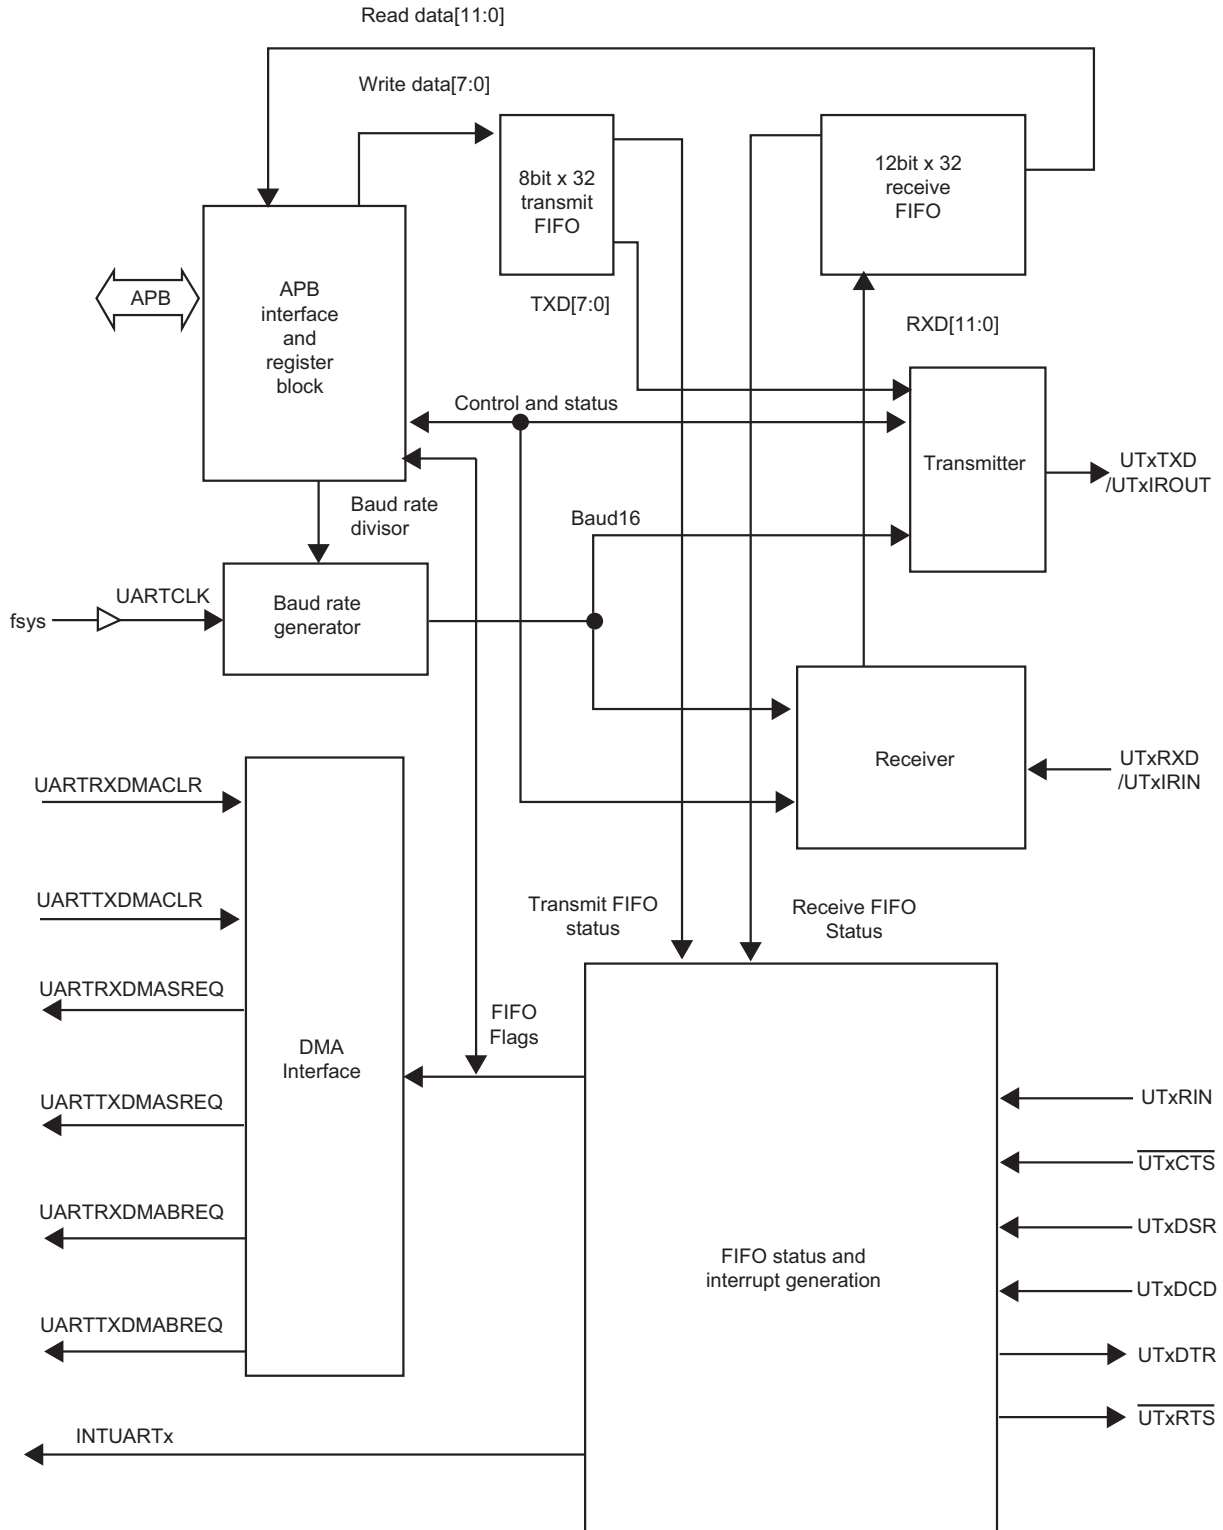 Read data[11:0]
Write data[7:0]
8bit x 32
transmit
FIFO
12bit x 32
receive
FIFO
APB
APB
interface
and
register
block
TXD[7:0]
RXD[11:0]
Control and status
Transmitter
UTxTXD
/UTxIROUT
Baud rate
divisor
Baud16
fsys
UARTCLK
Baud rate
generator
Receiver
UTxRXD
/UTxIRIN
UARTRXDMACLR
UARTTXDMACLR
Transmit FIFO
status
Receive FIFO
Status
UARTRXDMASREQ
FIFO
Flags
DMA
Interface
UARTTXDMASREQ
UARTRXDMABREQ
UARTTXDMABREQ
INTUARTx
FIFO status and
interrupt generation
UTxRIN
UTxCTS
UTxDSR
UTxDCD
UTxDTR
UTxRTS